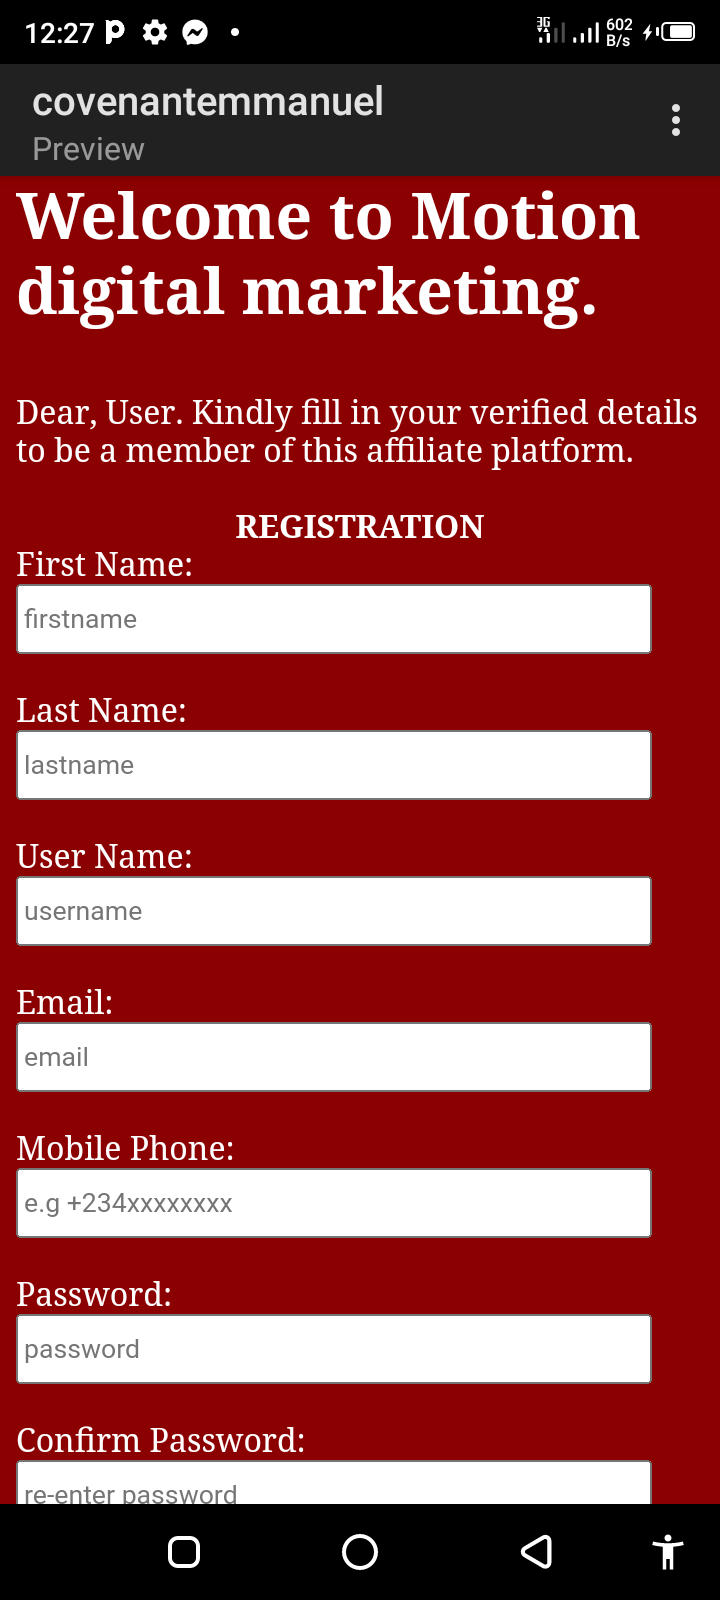 12:27
3G
602
B/s
covenantemmanuel
Preview
Welcome to Motion
digital marketing.
Dear, User. Kindly fill in your verified details
to be a member of this affiliate platform.
REGISTRATION
First Name:
firstname
Last Name:
lastname
User Name:
username
Email:
email
Mobile Phone:
e.g +234xxxxxxxx
Password:
password
Confirm Password:
re-enter password